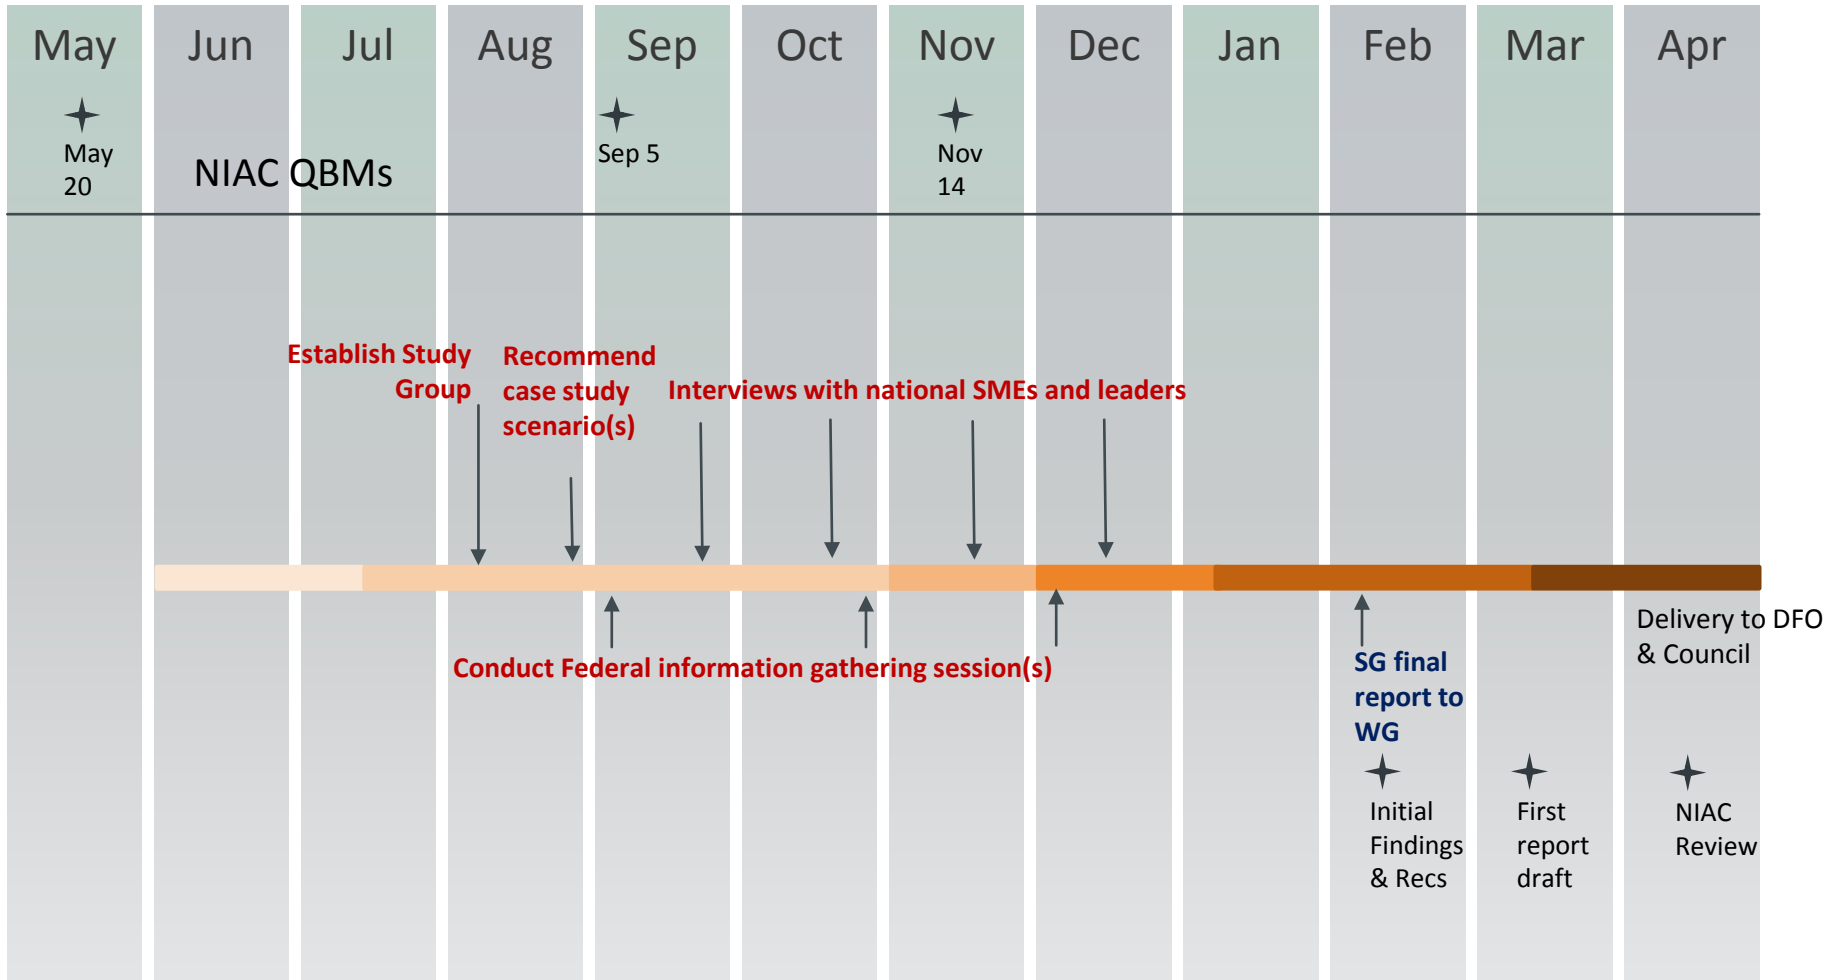 May Jun Jul Aug Sep Oct Nov Dec Jan Feb Mar Apr
May
20
Sep 5
Nov
14
NIAC QBMs
Establish Study
Group
Recommend
case study
scenario(s)
Interviews with national SMEs and leaders
Conduct Federal information gathering session(s)
SG final
report to
WG
Delivery to DFO
& Council
Initial
Findings
& Recs
First
report
draft
NIAC
Review